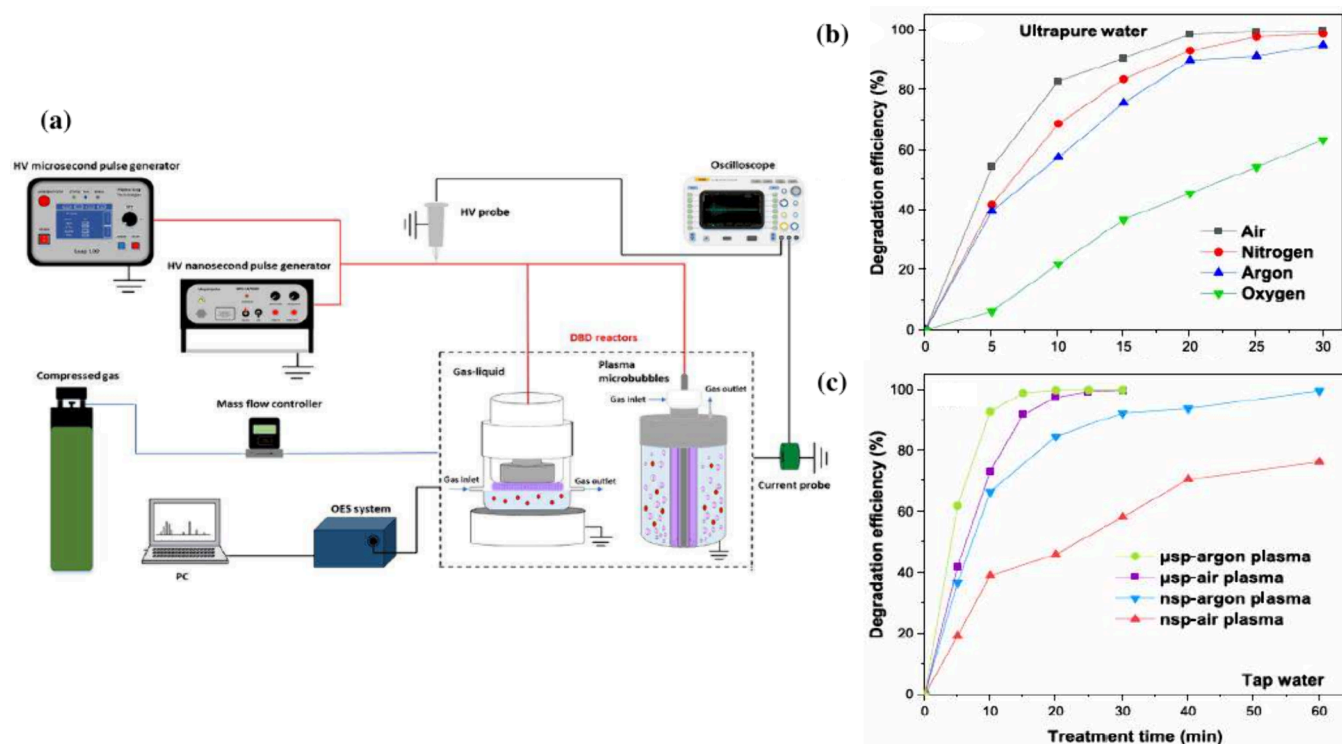 (a)
HV microsecond pulse generator
HV nanosecond pulse generator
HV probe
Oscilloscope
DBD reactors
Compressed gas
Mass flow controller
Gas-liquid
Plasma
microbubbles
Gas outlet
Gas inlet
Gas inlet
Gas outlet
Current probe
OES system
PC
(b)
Ultrapure water
Degradation efficiency (%)
100
80
60
40
20
0
Air
Nitrogen
Argon
Oxygen
0 5 10 15 20 25 30
(c)
Degradation efficiency (%)
100
80
60
40
20
0
µsp-argon plasma
µsp-air plasma
nsp-argon plasma
nsp-air plasma
Tap water
0 10 20 30 40 50 60
Treatment time (min)